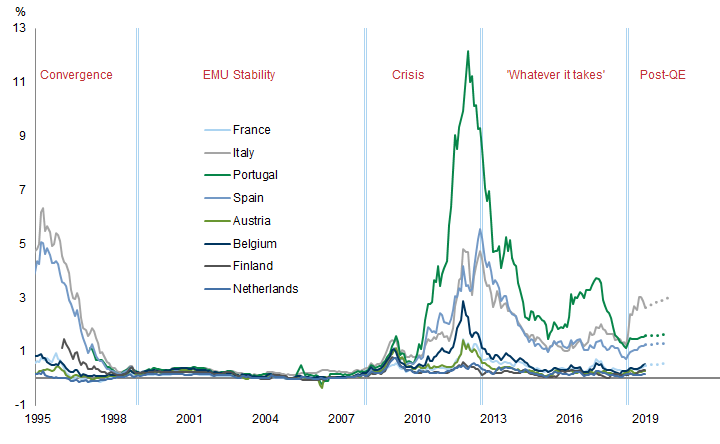 %
13
Convergence EMU Stability Crisis 'Whatever it takes' Post-QE
11
France
9
Italy
Portugal
7
Spain
Austria
5
Belgium
Finland
3
Netherlands
1
-1
1995 1998 2001 2004 2007 2010 2013 2016 2019